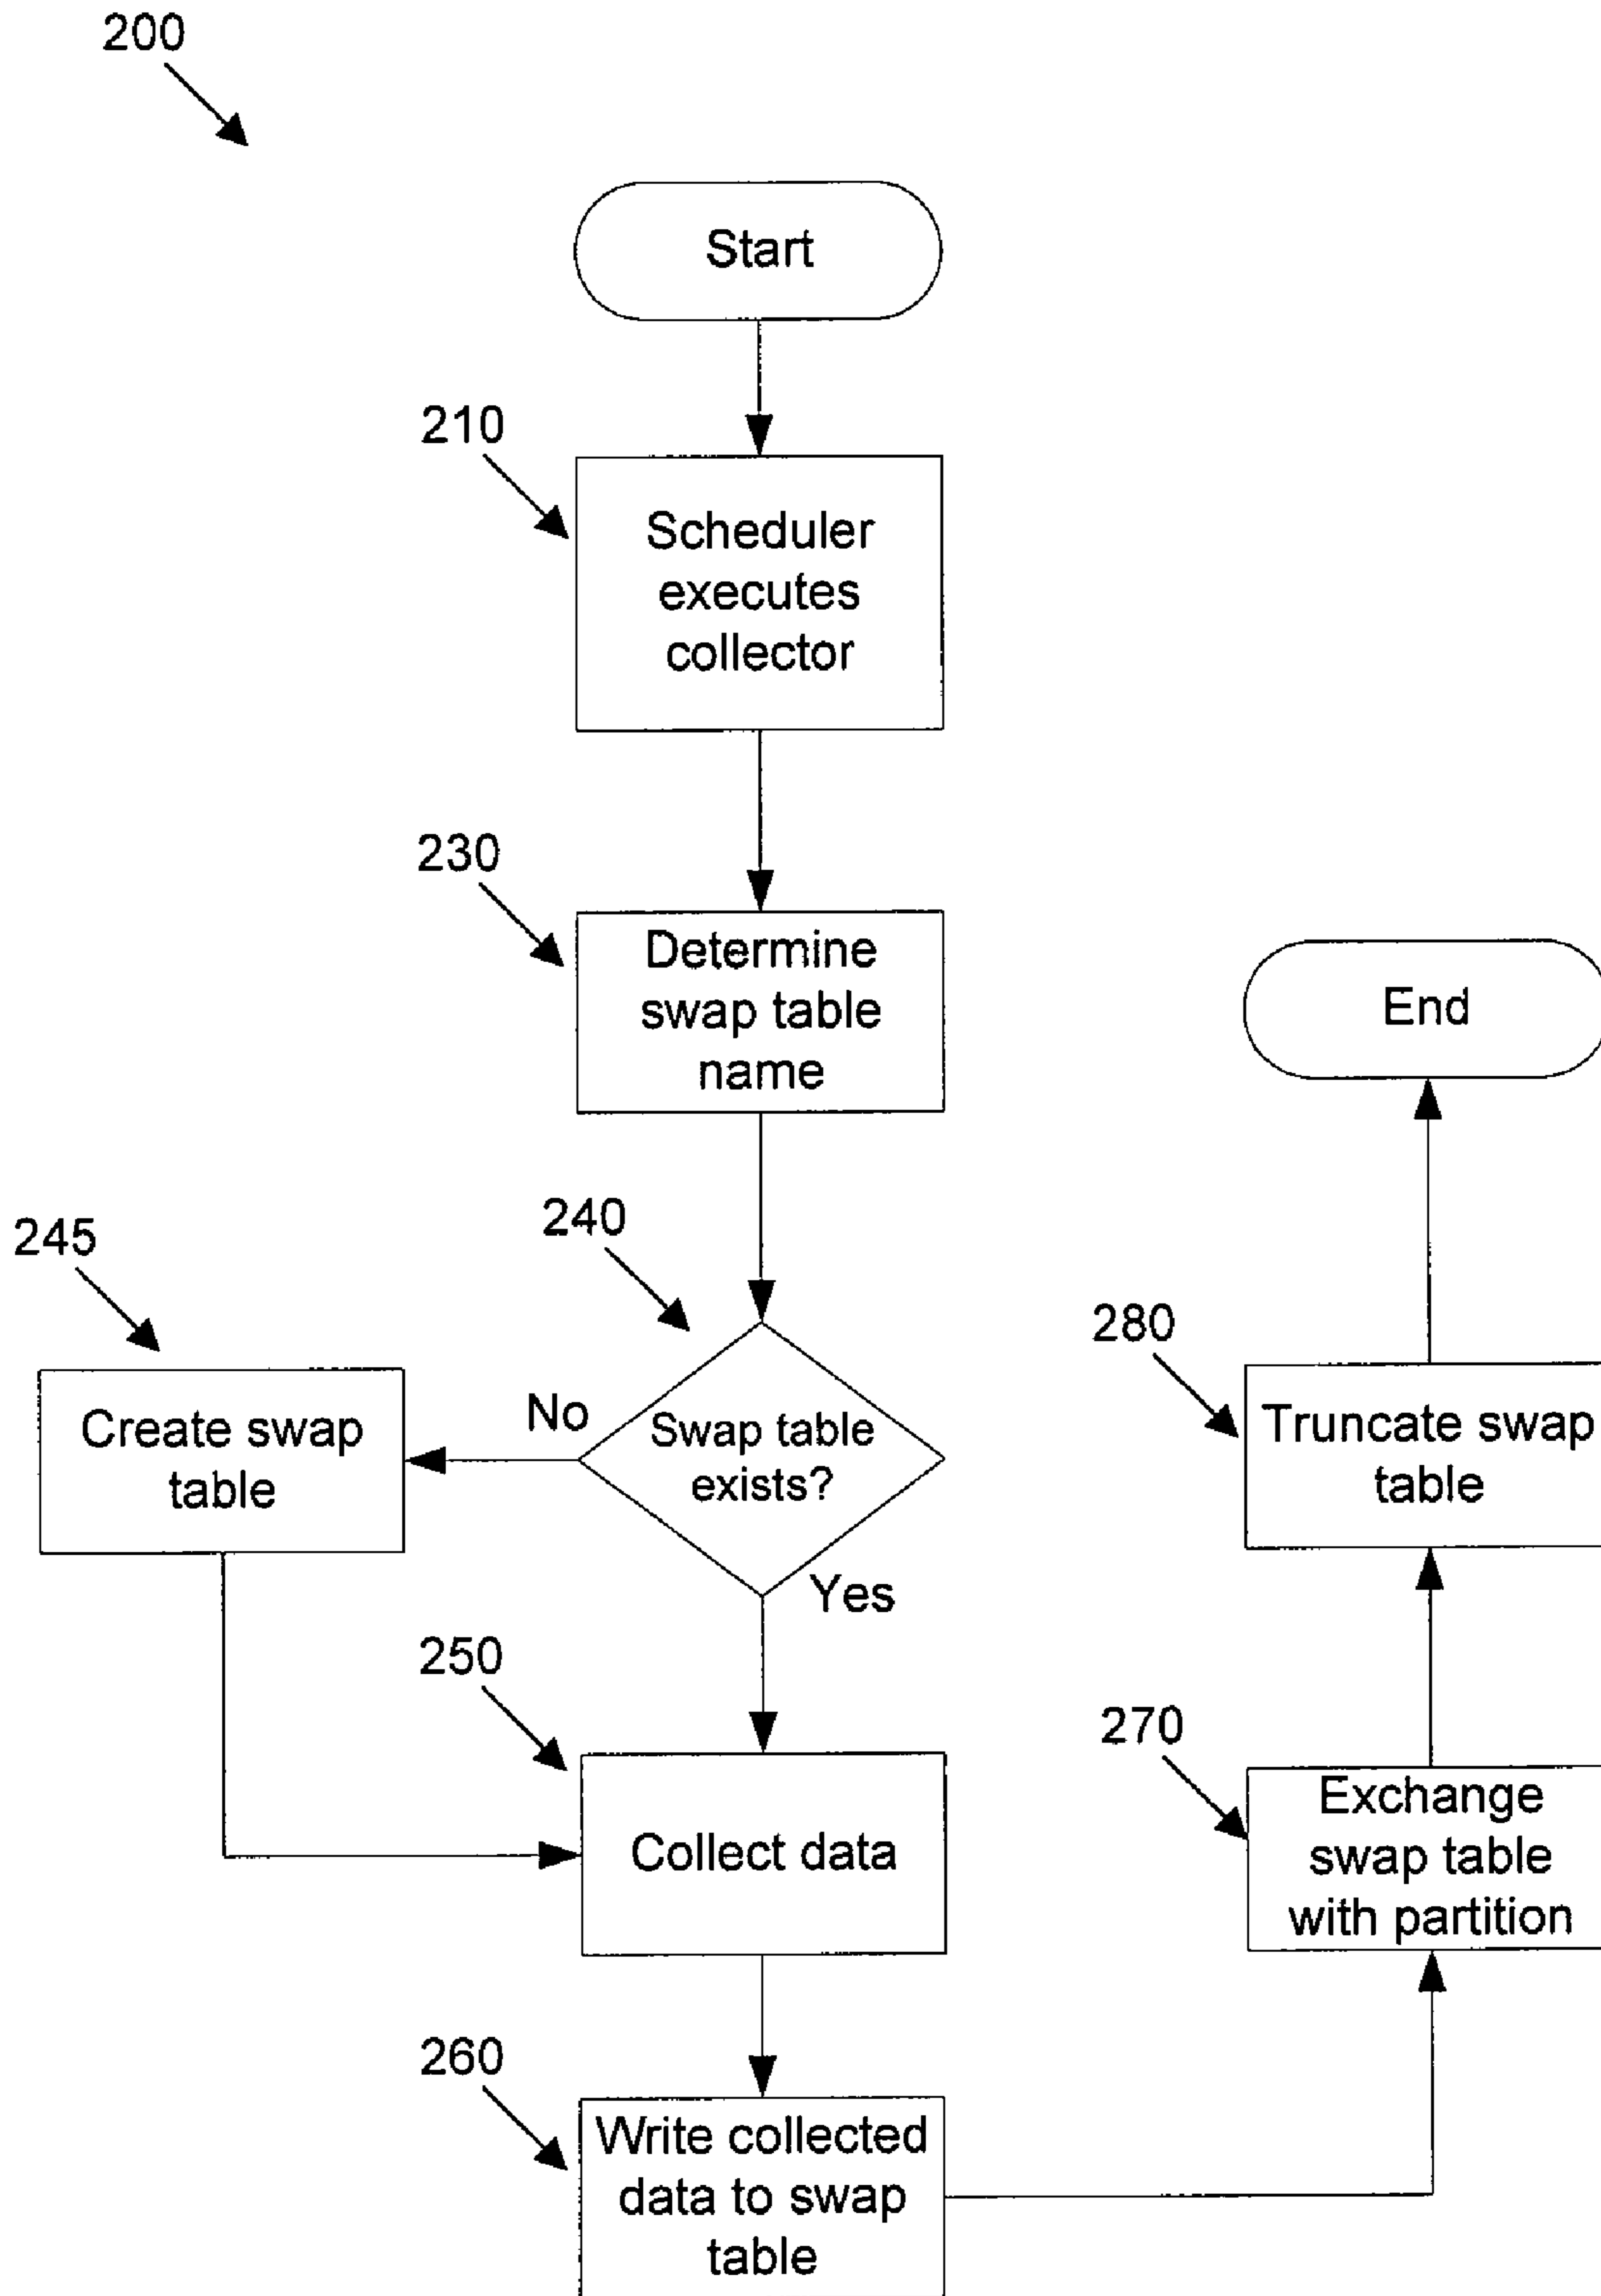 200
Start
210
Scheduler
executes
collector
230
Determine
swap table
name
End
240
245
280
No
Swap table
exists?
Create swap
table
Truncate swap
table
Yes
250
270
Collect data
Exchange
swap table
with partition
260
Write collected
data to swap
table